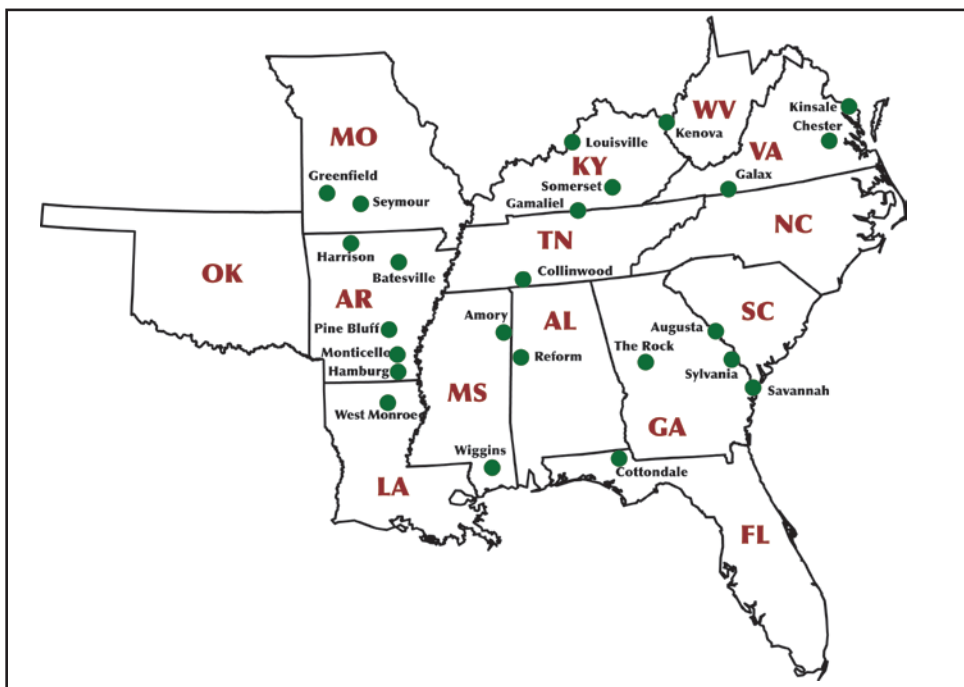 WV
Kinsale
Chester
MO
Louisville
Kenova
VA
KY
Greenfield
Somerset
Galax
Seymour
Gamaliel
NC
TN
Harrison
OK
Batesville
Collinwood
AR
SC
Amory
AL
Pine Bluff
Augusta
The Rock
Monticello
Reform
Sylvania
Hamburg
MS
Savannah
West Monroe
GA
Wiggins
Cottondale
LA
FL